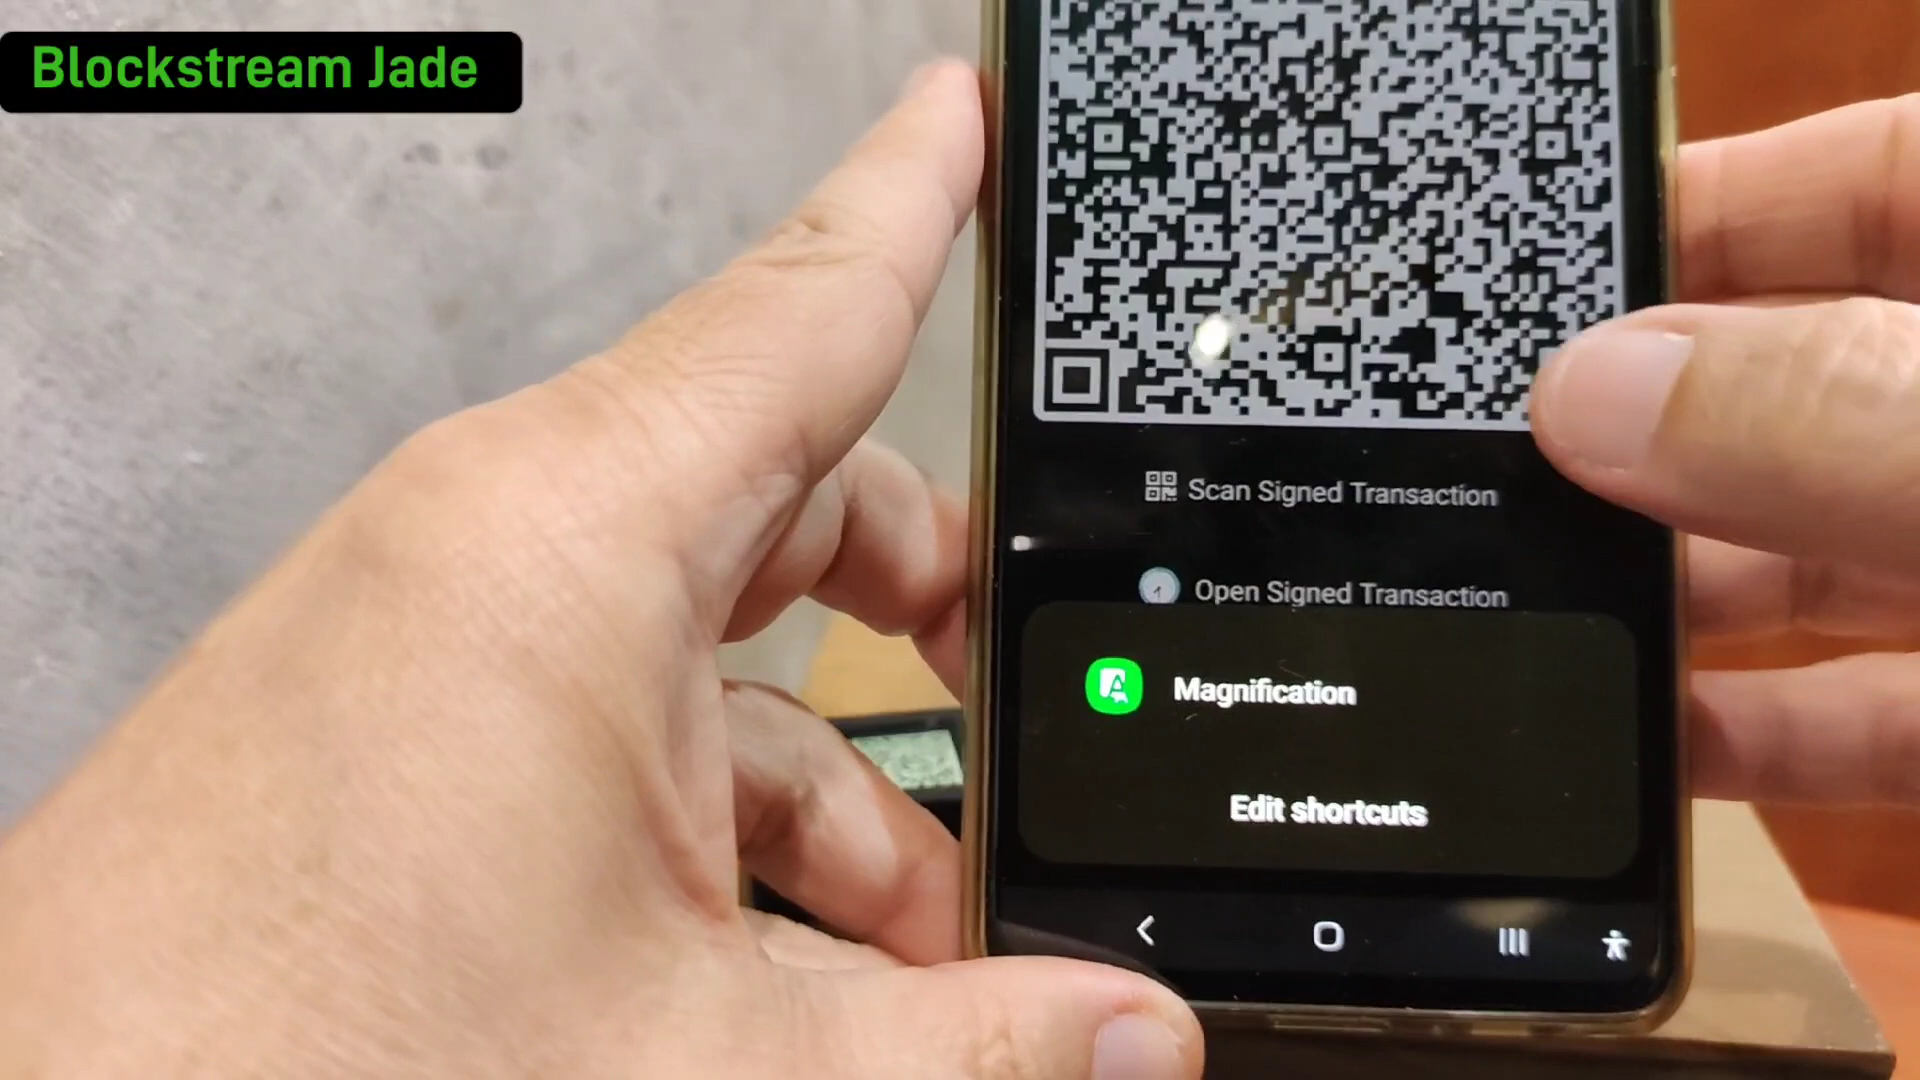 Blockstream Jade
Scan Signed Transaction
Open Signed Transaction
Magnification
Edit shortcuts